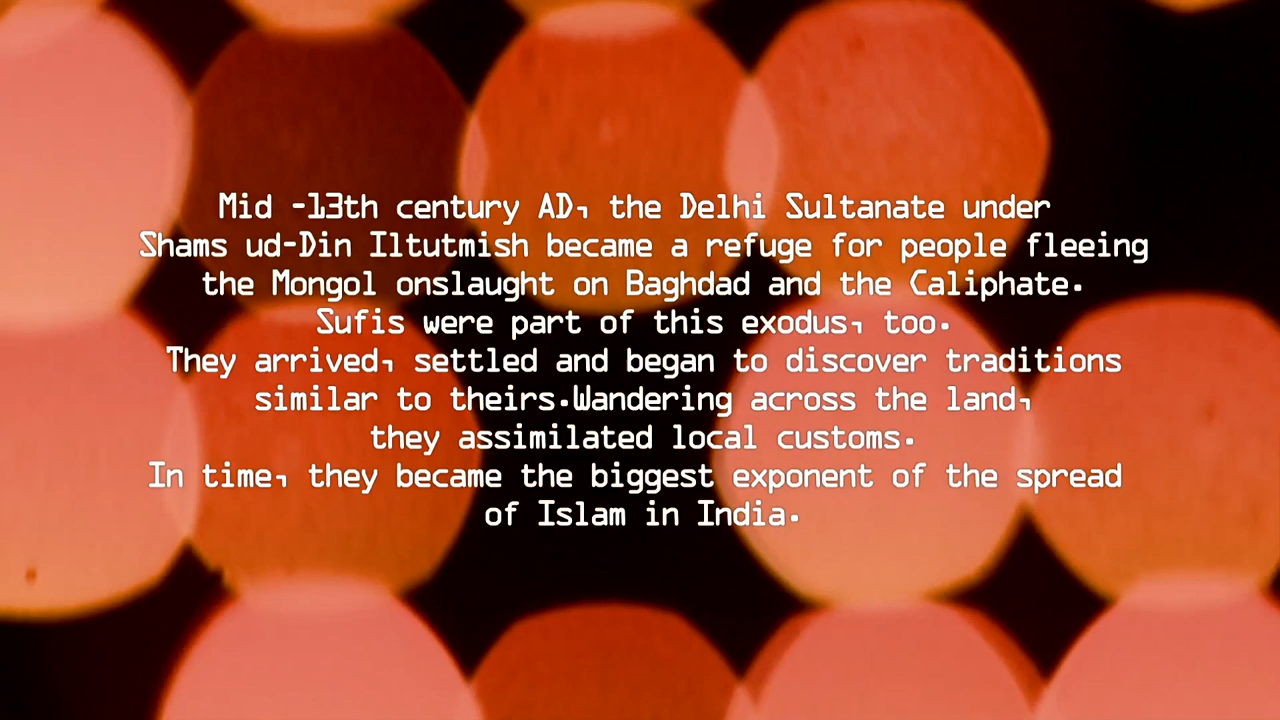 Mid -13th century AD, the Delhi Sultanate under
Shams ud-Din Iltutmish became a refuge for people fleeing
the Mongol onslaught on Baghdad and the Caliphate.
Sufis were part of this exodus, too.
They arrived, settled and began to discover traditions
similar to theirs.Wandering across the land,
they assimilated local customs.
In time, they became the biggest exponent of the spread
of Islam in India.